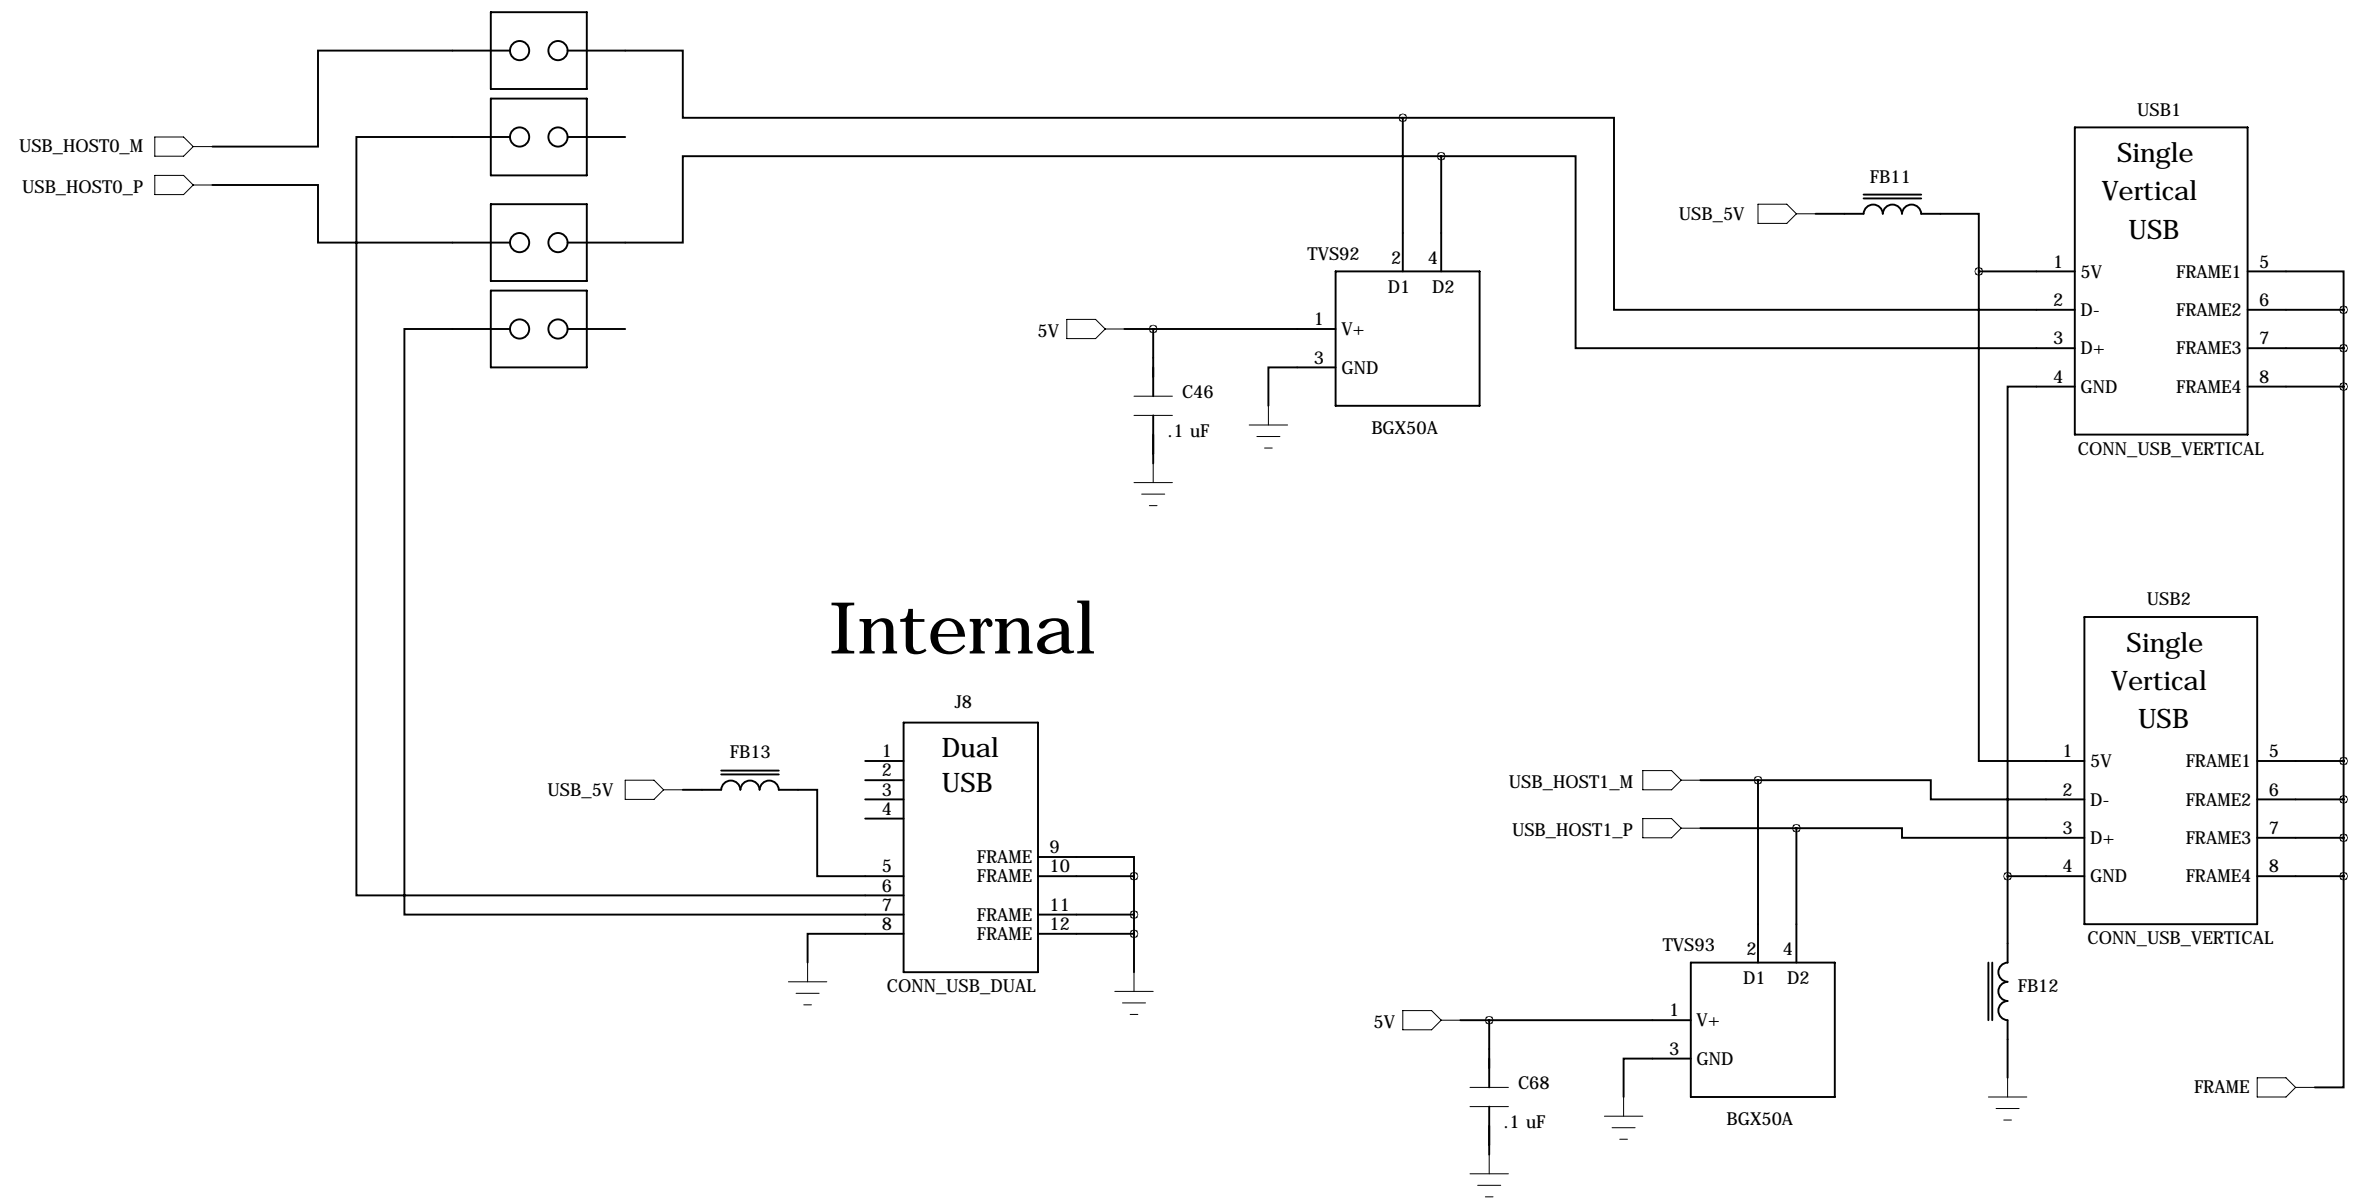 USB_HOST0_M
USB_HOST0_P
USB1
Single
Vertical
USB
1
2
3
4
5V
D-
D+
GND
FRAME1
FRAME2
FRAME3
FRAME4
5
6
7
8
CONN_USB_VERTICAL
FB11
USB_5V
TVS92
2
4
D1
D2
5V
1
V+
3
GND
BGX50A
C46
.1 uF
Internal
J8
Dual
USB
FB13
USB_5V
1
2
3
4
5
6
7
8
FRAME
FRAME
FRAME
FRAME
9
10
11
12
CONN_USB_DUAL
USB2
Single
Vertical
USB
1
2
3
4
5V
D-
D+
GND
FRAME1
FRAME2
FRAME3
FRAME4
5
6
7
8
CONN_USB_VERTICAL
USB_HOST1_M
USB_HOST1_P
TVS93
2
4
D1
D2
5V
1
V+
3
GND
BGX50A
C68
.1 uF
FB12
FRAME